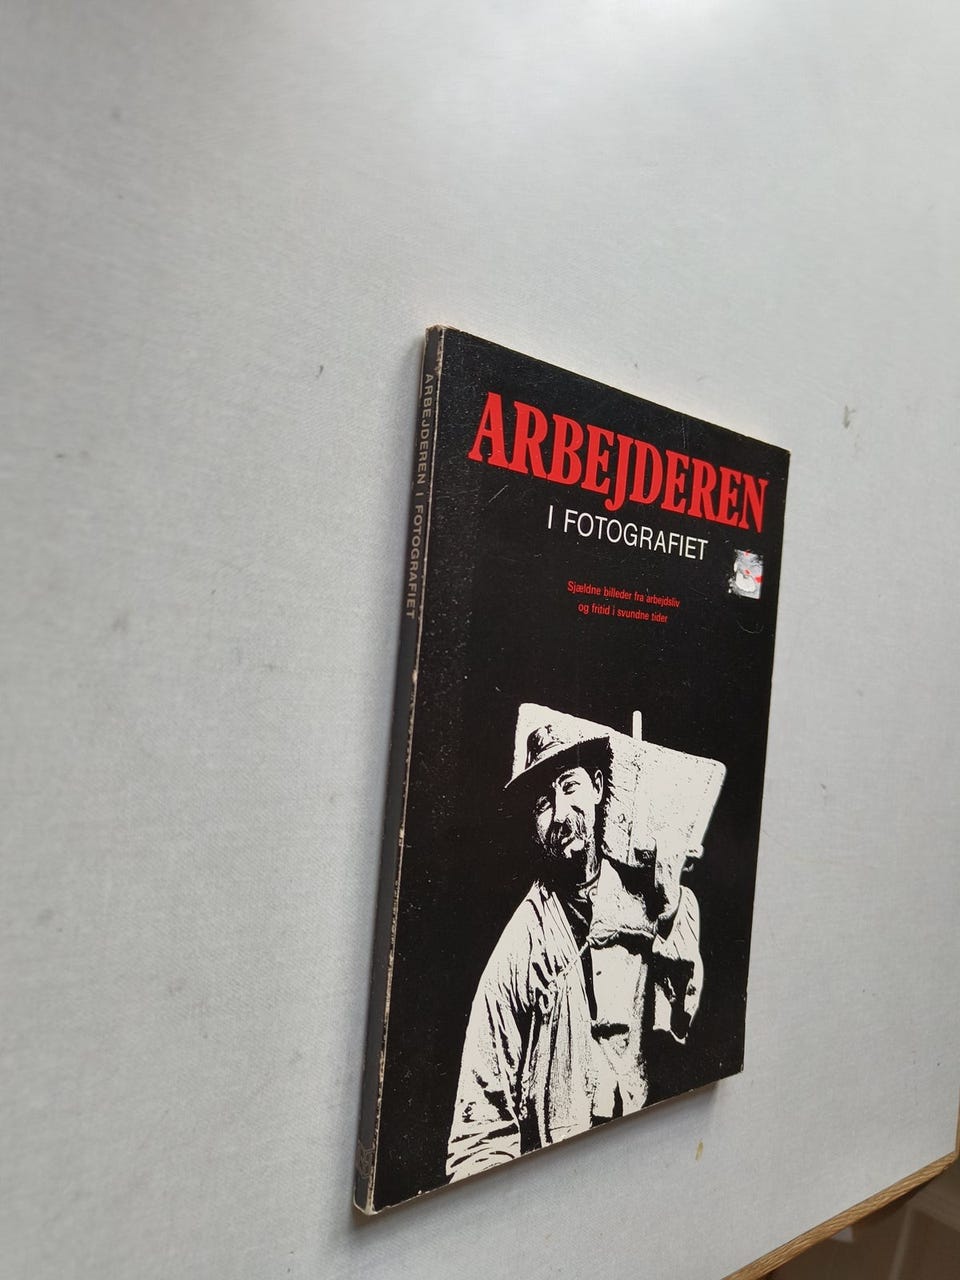 ARBEJDEREN
I FOTOGRAFIET
Sjældne billeder fra arbejdsliv
og fritid i svundne tider
ARBEJDEREN I FOTOGRAFIET